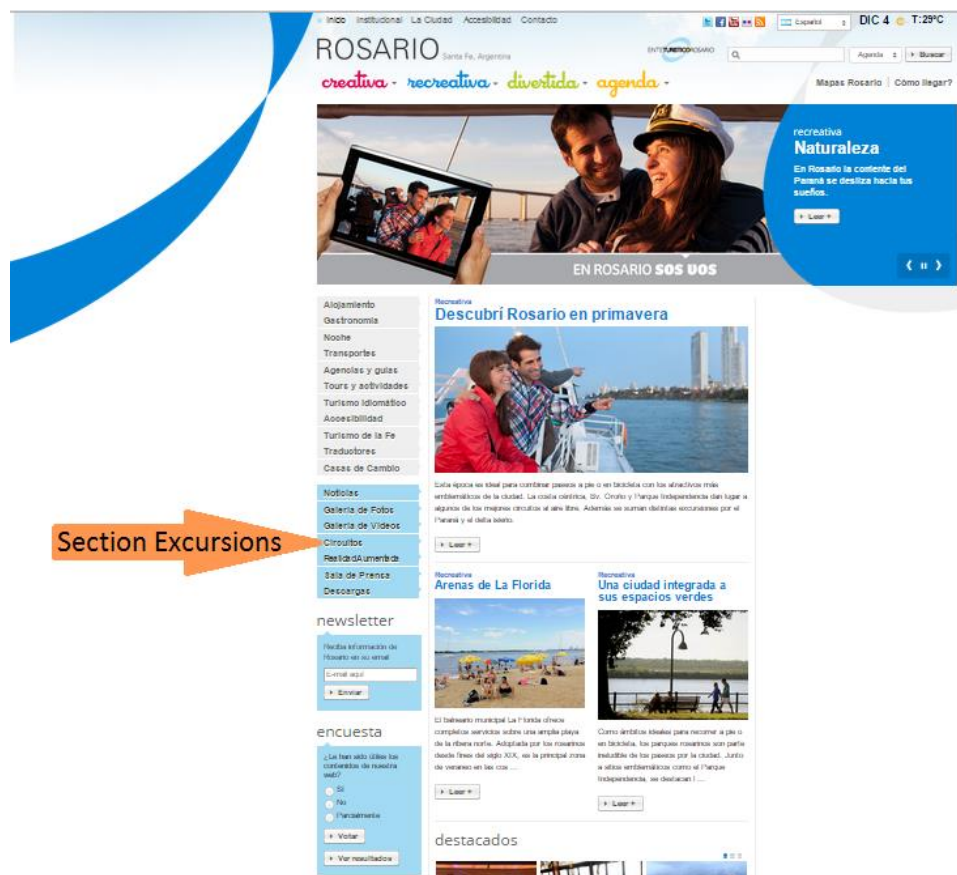 Inicio Institucional La Ciudad Accesibilidad Contacto
Español
DIC 4 T:29ºC
ROSARIO Santa Fe, Argentina
ENTETURISTICOROSARIO
Agenda
Buscar
creativa recreativa divertida agenda
Mapas Rosario Cómo llegar?
recreativa
Naturaleza
En Rosario la corriente del
Paraná se desliza hacia tus
sueños.
Leer +
EN ROSARIO SOS VOS
Alojamiento
Gastronomía
Noche
Transportes
Agencias y guías
Tours y actividades
Turismo Idiomático
Accesibilidad
Turismo de la Fe
Traductores
Casas de Cambio
Noticias
Galería de Fotos
Galería de Videos
Circuitos
RealidadAumentada
Sala de Prensa
Descargas
Section Excursions
newsletter
Reciba información de
Rosario en su email
E-mail aquí
Enviar
encuesta
¿Le han sido útiles los
contenidos de nuestra
web?
Sí
No
Parcialmente
Votar
Ver resultados
Recreativa
Descubrí Rosario en primavera
Esta época es ideal para combinar paseos a pie o en bicicleta con los atractivos más
emblemáticos de la ciudad. La costa céntrica, Bv. Oroño y Parque Independencia dan lugar a
algunos de los mejores circuitos al aire libre. Además se suman distintas excursiones por el
Paraná y el delta isleño.
Leer +
Recreativa
Arenas de La Florida
El balneario municipal La Florida ofrece
completos servicios sobre una amplia playa
de la ribera norte. Adoptada por los rosarinos
desde fines del siglo XIX, es la principal zona
de veraneo en las cos ...
Leer +
Recreativa
Una ciudad integrada a
sus espacios verdes
Como ámbitos ideales para recorrer a pie o
en bicicleta, los parques rosarinos son parte
ineludible de los paseos por la ciudad. Junto
a sitios emblemáticos como el Parque
Independencia, se destacan l ...
Leer +
destacados